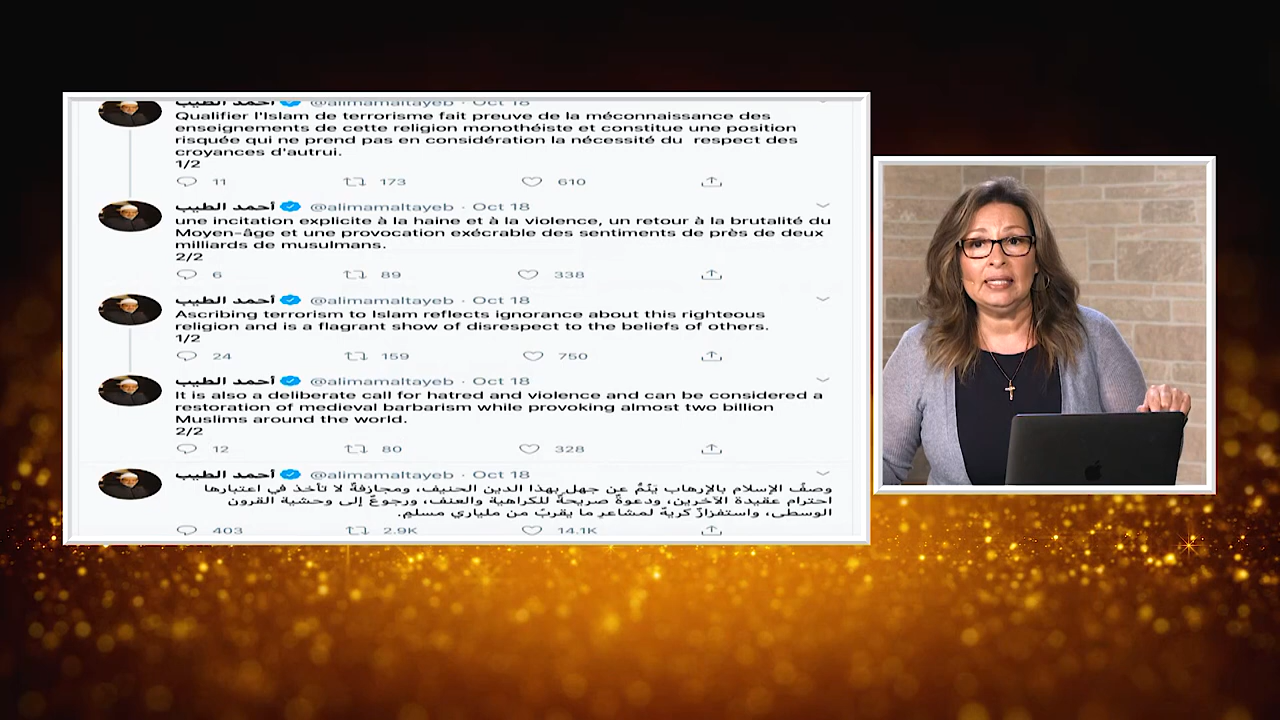 أحمد الطيب @alimamaltayeb · Oct 18
Qualifier l'Islam de terrorisme fait preuve de la méconnaissance des
enseignements de cette religion monothéiste et constitue une position
risquée qui ne prend pas en considération la nécessité du respect des
croyances d'autrui.
1/2
11 173 610
أحمد الطيب @alimamaltayeb · Oct 18
une incitation explicite à la haine et à la violence, un retour à la brutalité du
Moyen-âge et une provocation exécrable des sentiments de près de deux
milliards de musulmans.
2/2
6 89 338
أحمد الطيب @alimamaltayeb · Oct 18
Ascribing terrorism to Islam reflects ignorance about this righteous
religion and is a flagrant show of disrespect to the beliefs of others.
1/2
24 159 750
أحمد الطيب @alimamaltayeb · Oct 18
It is also a deliberate call for hatred and violence and can be considered a
restoration of medieval barbarism while provoking almost two billion
Muslims around the world.
2/2
12 80 328
أحمد الطيب @alimamaltayeb · Oct 18
وصفُ الإسلام بالإرهاب يَنُمُّ عن جهل بهذا الدين الحنيف، ومجازفةٌ لا تأخذ في اعتبارها
احترام عقيدة الآخرين، ودعوةٌ صريحةٌ للكراهية والعنف، ورجوعٌ إلى وحشية القرون
الوسطى، واستفزازٌ كريهٌ لمشاعرِ ما يقربُ من ملياري مسلمٍ.
403 2.9K 14.1K